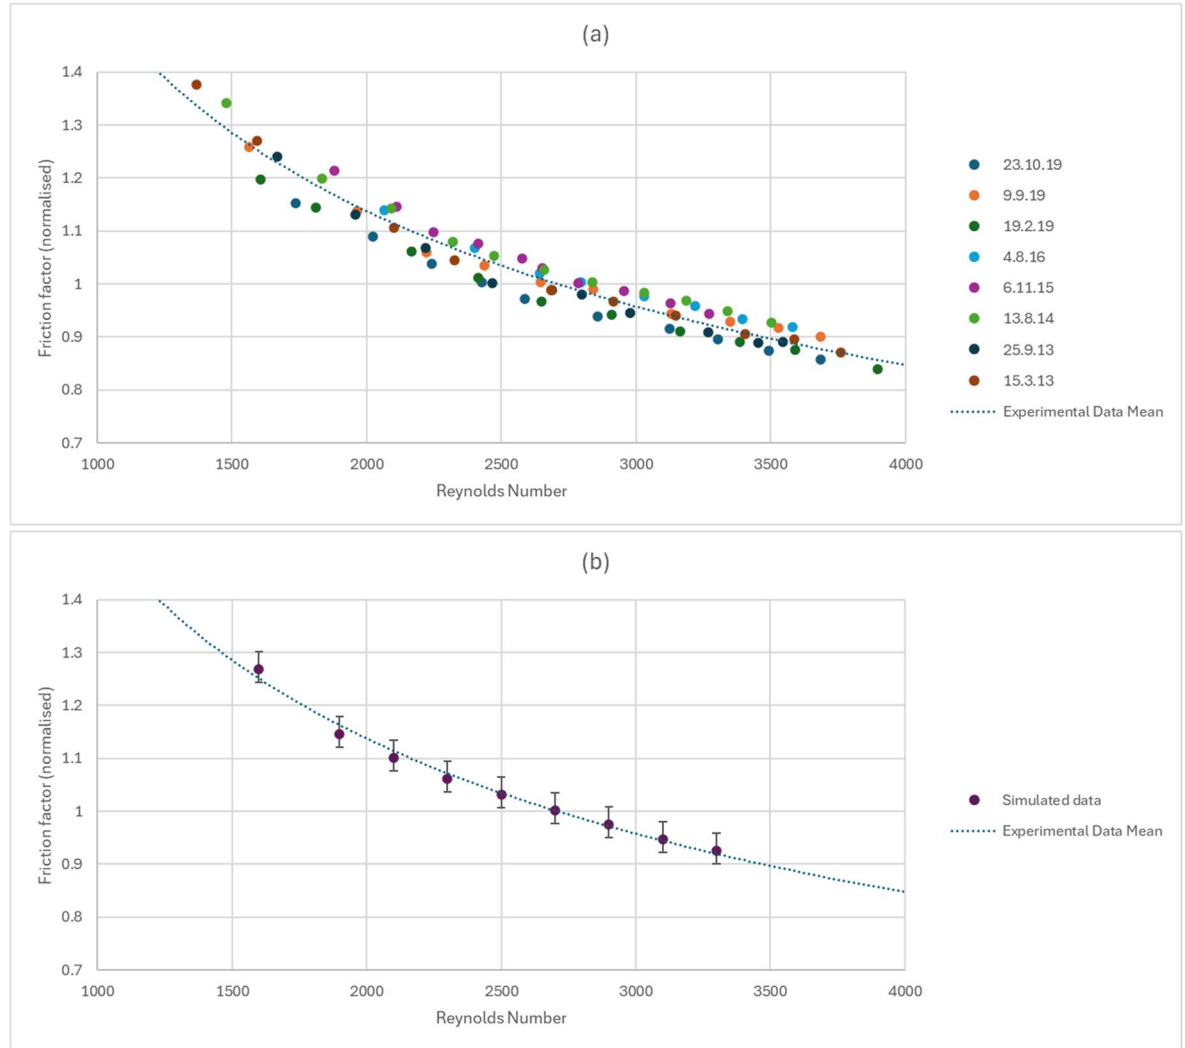 (a)
1.4
1.3
1.2
1.1
1
0.9
0.8
0.7
Friction factor (normalised)
1000 1500 2000 2500 3000 3500 4000
Reynolds Number
23.10.19
9.9.19
19.2.19
4.8.16
6.11.15
13.8.14
25.9.13
15.3.13
Experimental Data Mean
(b)
1.4
1.3
1.2
1.1
1
0.9
0.8
0.7
Friction factor (normalised)
1000 1500 2000 2500 3000 3500 4000
Reynolds Number
Simulated data
Experimental Data Mean